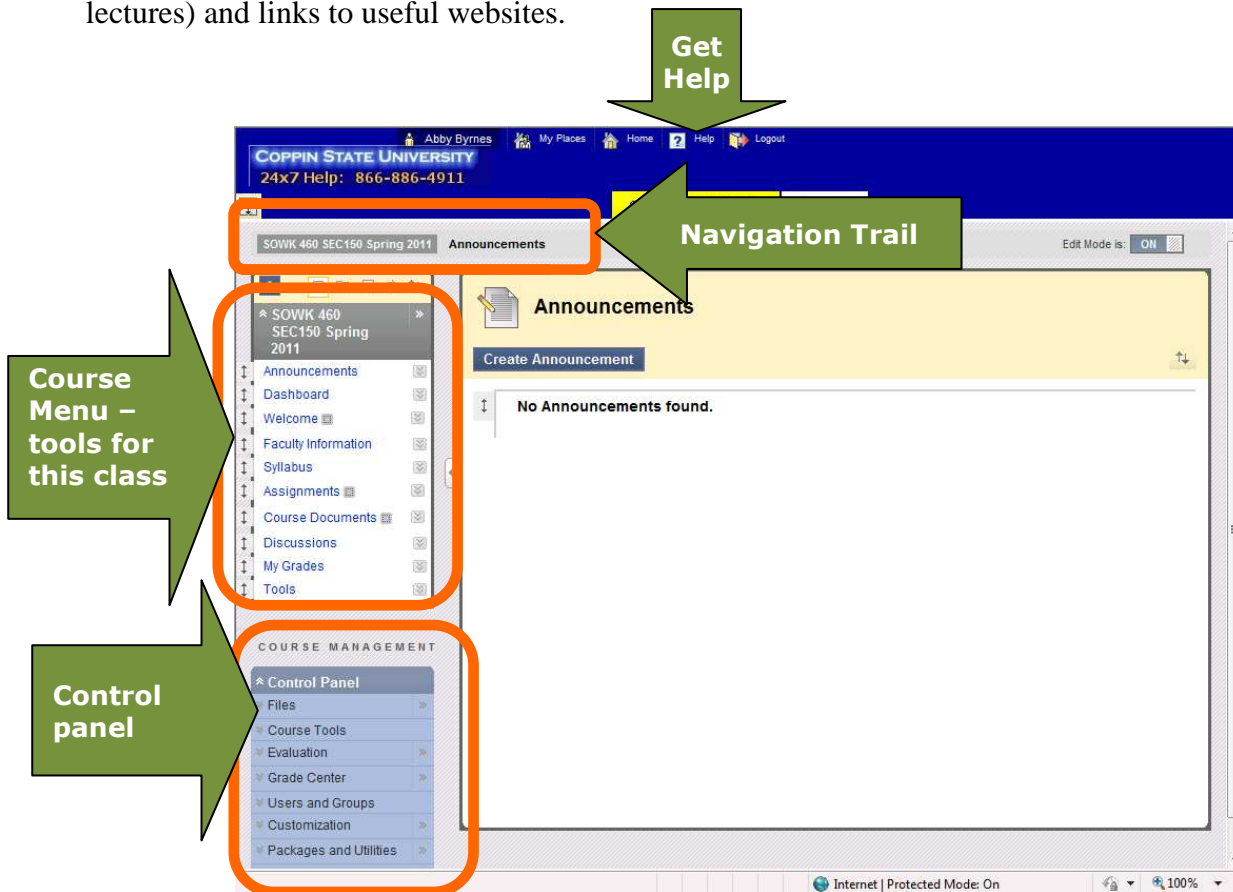 lectures) and links to useful websites.
Get
Help
Abby Byrnes My Places Home Help Logout
COPPIN STATE UNIVERSITY
24x7 Help: 866-886-4911
SOWK 460 SEC150 Spring 2011 Announcements
Navigation Trail
Edit Mode is: ON
SOWK 460
SEC150 Spring
2011
Announcements
Create Announcement
No Announcements found.
Course
Menu –
tools for
this class
Announcements
Dashboard
Welcome
Faculty Information
Syllabus
Assignments
Course Documents
Discussions
My Grades
Tools
COURSE MANAGEMENT
Control
panel
Control Panel
Files
Course Tools
Evaluation
Grade Center
Users and Groups
Customization
Packages and Utilities
Internet | Protected Mode: On 100%